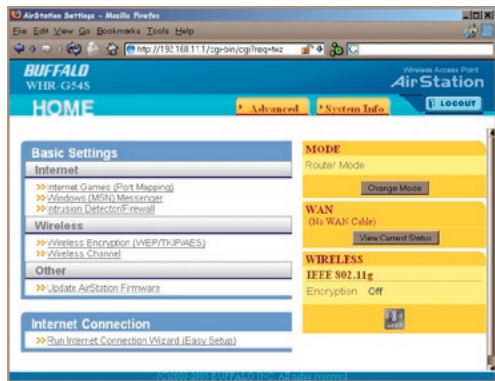 AirStation Settings - Mozilla Firefox
File Edit View Go Bookmarks Tools Help
http://192.168.11.1/cgi-bin/cgi?req=twz
BUFFALO
WHR-G54S
Wireless Access Point
AirStation
HOME
Advanced
System Info
LOGOUT
Basic Settings
Internet
Internet Games (Port Mapping)
Windows (MSN) Messenger
Intrusion Detector/Firewall
Wireless
Wireless Encryption (WEP/TKIP/AES)
Wireless Channel
Other
Update AirStation Firmware
Internet Connection
Run Internet Connection Wizard (Easy Setup)
MODE
Router Mode
Change Mode
WAN
(No WAN Cable)
View Current Status
WIRELESS
IEEE 802.11g
Encryption Off
AOSS
(C)2003-2005 BUFFALO INC. All rights reserved.